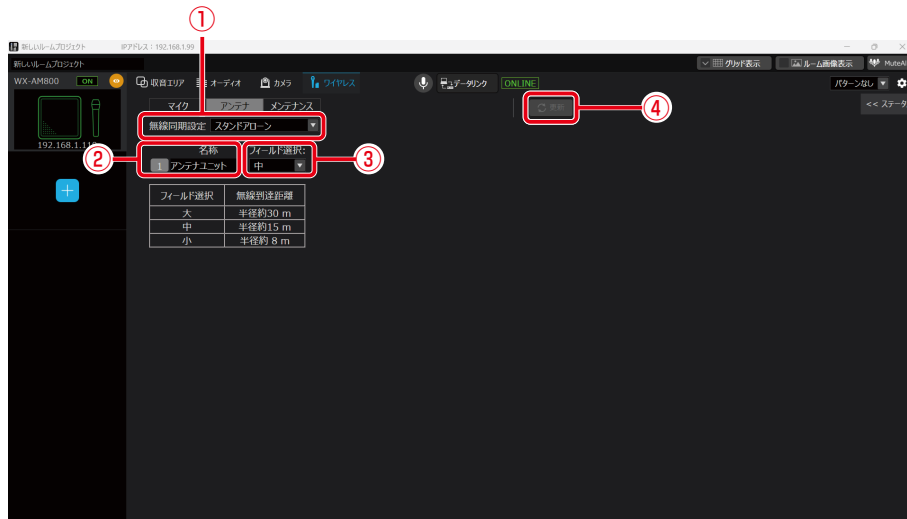 ①
新しいルームプロジェクト IPアドレス：192.168.1.99
新しいルームプロジェクト グリッド表示 ルーム画像表示 MuteAl
WX-AM800 ON 収音エリア オーディオ カメラ ワイヤレス データリンク ONLINE パターンなし
マイク アンテナ メンテナンス 更新 ④ << ステータ
無線同期設定 スタンドアローン
192.168.1.11
② 名称 フィールド選択: ③
1 アンテナユニット 中
フィールド選択 無線到達距離
大 半径約30 m
中 半径約15 m
小 半径約 8 m